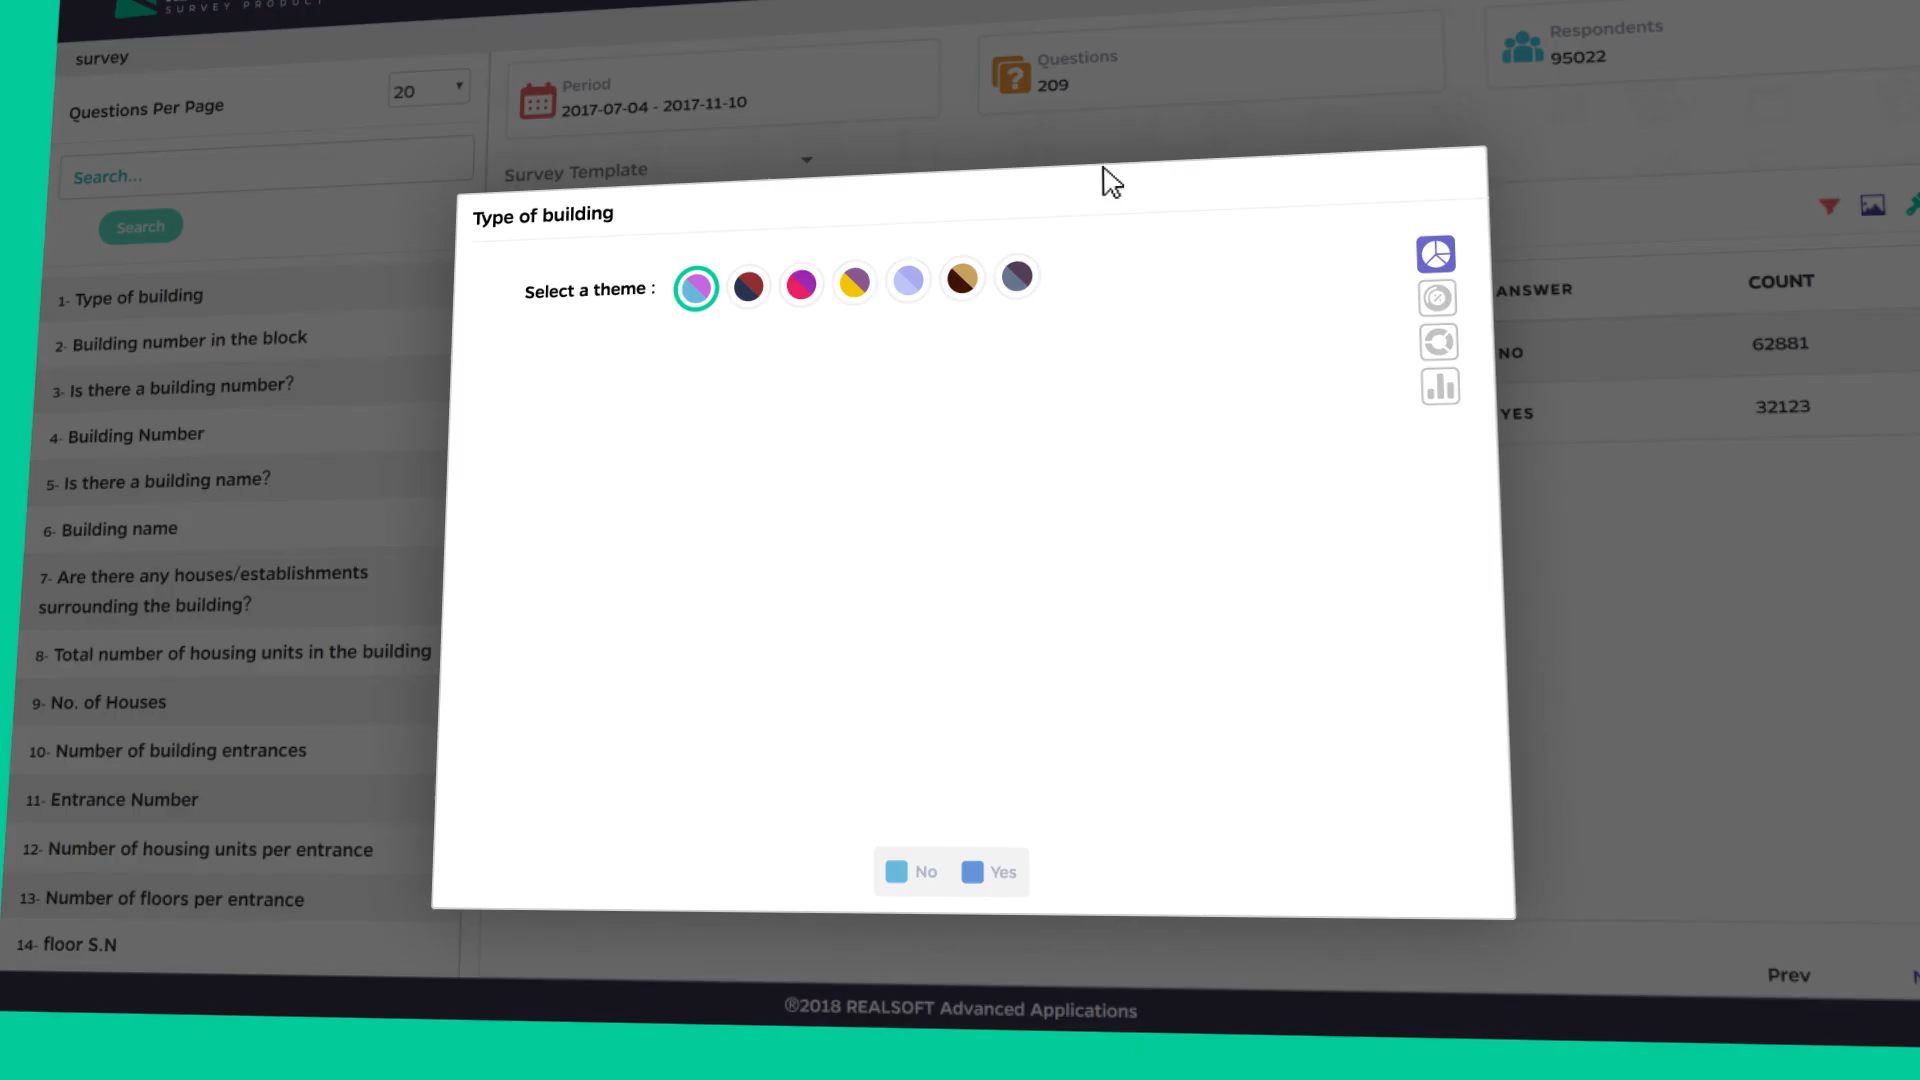 SURVEY PRODUCT
survey
Questions Per Page
20
Search...
Search
1- Type of building
2- Building number in the block
3- Is there a building number?
4- Building Number
5- Is there a building name?
6- Building name
7- Are there any houses/establishments
surrounding the building?
8- Total number of housing units in the building
9- No. of Houses
10- Number of building entrances
11- Entrance Number
12- Number of housing units per entrance
13- Number of floors per entrance
14- floor S.N
Period
2017-07-04 - 2017-11-10
Questions
209
Respondents
95022
Survey Template
Type of building
Select a theme :
No
Yes
ANSWER
COUNT
NO
62881
YES
32123
Prev
®2018 REALSOFT Advanced Applications